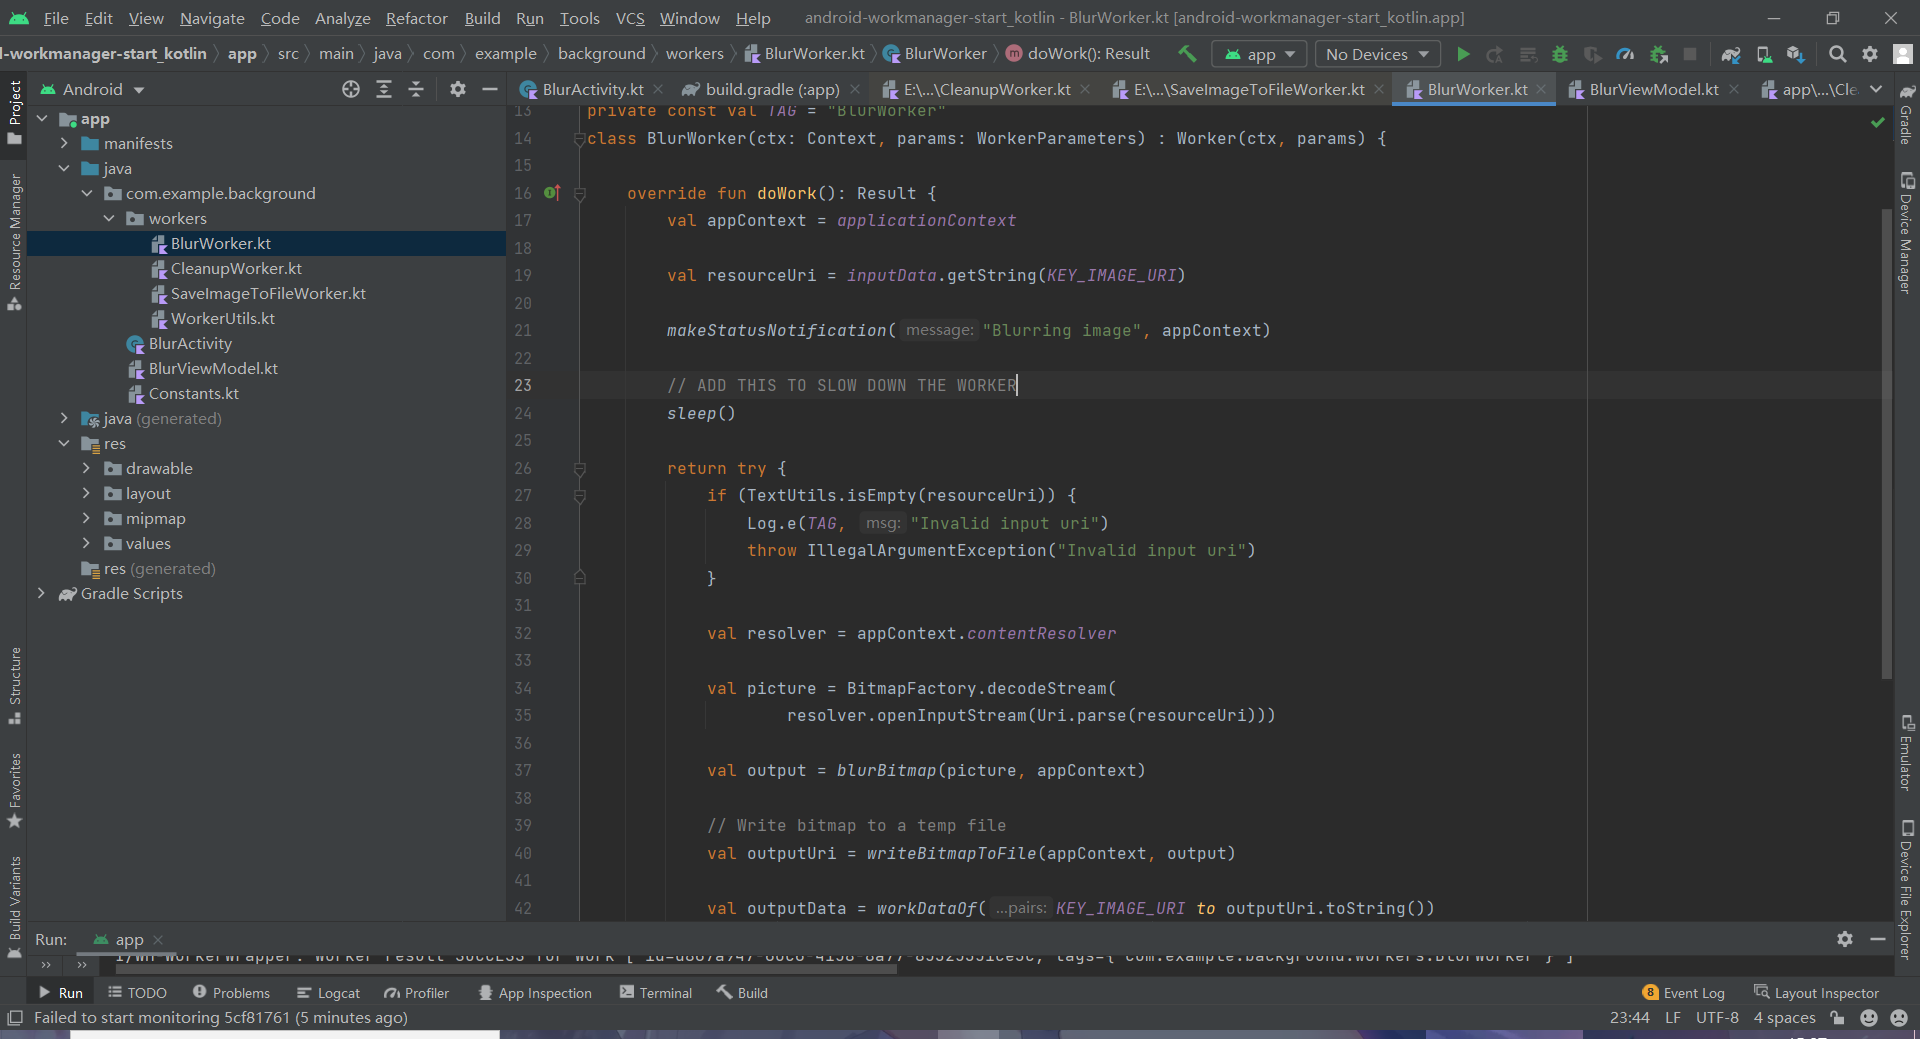 File Edit View Navigate Code Analyze Refactor Build Run Tools VCS Window Help android-workmanager-start_kotlin - BlurWorker.kt [android-workmanager-start_kotlin.app]
-workmanager-start_kotlin app src main java com example background workers BlurWorker.kt BlurWorker doWork(): Result app No Devices
Project
Resource Manager
Structure
Favorites
Build Variants
Android
app
manifests
java
com.example.background
workers
BlurWorker.kt
CleanupWorker.kt
SaveImageToFileWorker.kt
WorkerUtils.kt
BlurActivity
BlurViewModel.kt
Constants.kt
java (generated)
res
drawable
layout
mipmap
values
res (generated)
Gradle Scripts
BlurActivity.kt build.gradle (:app) E:\...\CleanupWorker.kt E:\...\SaveImageToFileWorker.kt BlurWorker.kt BlurViewModel.kt app\...\Cle
13 private const val TAG = "BlurWorker"
14 class BlurWorker(ctx: Context, params: WorkerParameters) : Worker(ctx, params) {
15
16 override fun doWork(): Result {
17 val appContext = applicationContext
18
19 val resourceUri = inputData.getString(KEY_IMAGE_URI)
20
21 makeStatusNotification( message: "Blurring image", appContext)
22
23 // ADD THIS TO SLOW DOWN THE WORKER
24 sleep()
25
26 return try {
27 if (TextUtils.isEmpty(resourceUri)) {
28 Log.e(TAG, msg: "Invalid input uri")
29 throw IllegalArgumentException("Invalid input uri")
30 }
31
32 val resolver = appContext.contentResolver
33
34 val picture = BitmapFactory.decodeStream(
35 resolver.openInputStream(Uri.parse(resourceUri)))
36
37 val output = blurBitmap(picture, appContext)
38
39 // Write bitmap to a temp file
40 val outputUri = writeBitmapToFile(appContext, output)
41
42 val outputData = workDataOf( ...pairs: KEY_IMAGE_URI to outputUri.toString())
Gradle
Device Manager
Emulator
Device File Explorer
Run: app
Worker result SUCCESS for Work [ tags={ com.example.background.workers.BlurWorker } ]
Run TODO Problems Logcat Profiler App Inspection Terminal Build 8 Event Log Layout Inspector
Failed to start monitoring 5cf81761 (5 minutes ago) 23:44 LF UTF-8 4 spaces